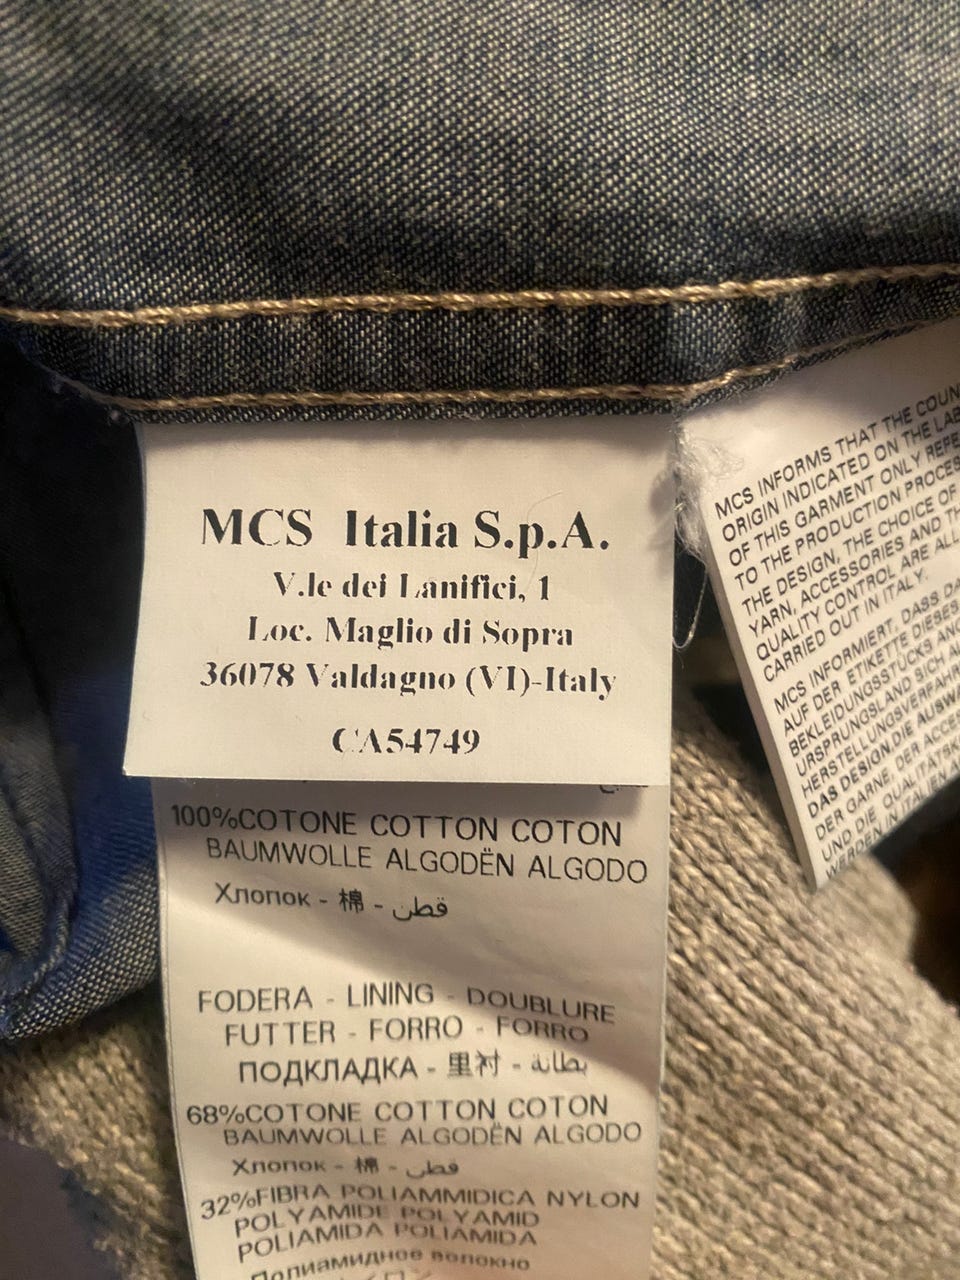 MCS Italia S.p.A.
V.le dei Lanifici, 1
Loc. Maglio di Sopra
36078 Valdagno (VI)-Italy
CA54749
100%COTONE COTTON COTON
BAUMWOLLE ALGODËN ALGODO
Хлопок - 棉 - قطن
FODERA - LINING - DOUBLURE
FUTTER - FORRO - FORRO
ПОДКЛАДКА - 里衬 - بطانة
68%COTONE COTTON COTON
BAUMWOLLE ALGODËN ALGODO
Хлопок - 棉 - قطن
32%FIBRA POLIAMMIDICA NYLON
POLYAMIDE POLYAMID
POLIAMIDA POLIAMIDA
Полиамидное волокно
MCS INFORMS THAT THE COUN
ORIGIN INDICATED ON THE LAB
OF THIS GARMENT ONLY REFE
TO THE PRODUCTION PROCES
THE DESIGN, THE CHOICE OF
YARN, ACCESSORIES AND TH
QUALITY CONTROL ARE ALL
CARRIED OUT IN ITALY.
MCS INFORMIERT, DASS DA
AUF DER ETIKETTE DIESES
BEKLEIDUNGSSTÜCKS ANG
URSPRUNGSLAND SICH AU
HERSTELLUNGSVERFAHR
DAS DESIGN,DIE AUSWA
DER GARNE, DER ACCE
UND DIE QUALITÄTSK
WERDEN IN ITALIEN